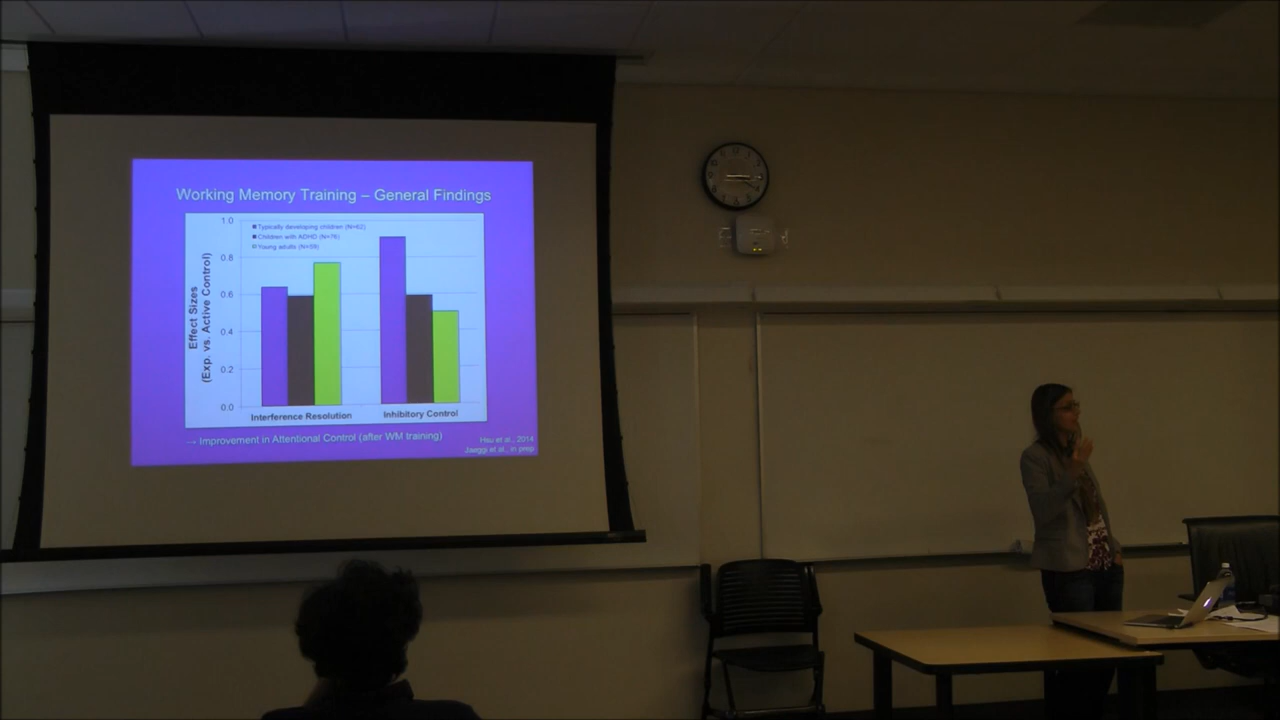 Working Memory Training – General Findings
1.0
Typically developing children (N=62)
Children with ADHD (N=76)
Young adults (N=59)
0.8
0.6
0.4
0.2
0.0
Effect Sizes
(Exp. vs. Active Control)
Interference Resolution Inhibitory Control
→ Improvement in Attentional Control (after WM training)
Hsu et al., 2014
Jaeggi et al., in prep